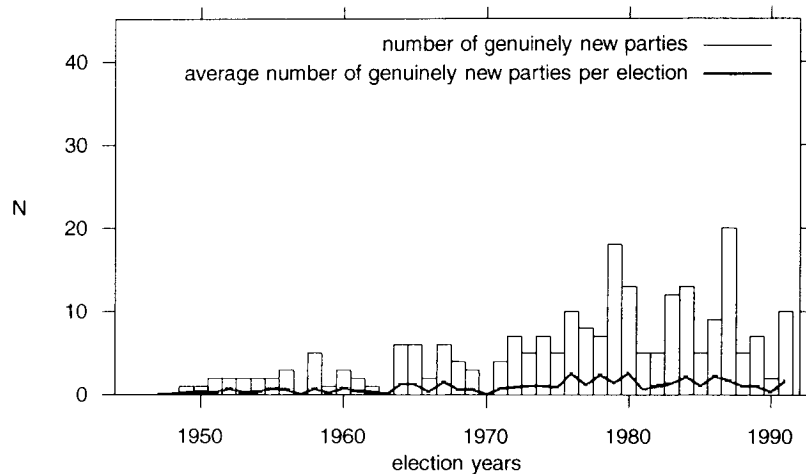 number of genuinely new parties
average number of genuinely new parties per election
40
30
N
20
10
0
1950 1960 1970 1980 1990
election years